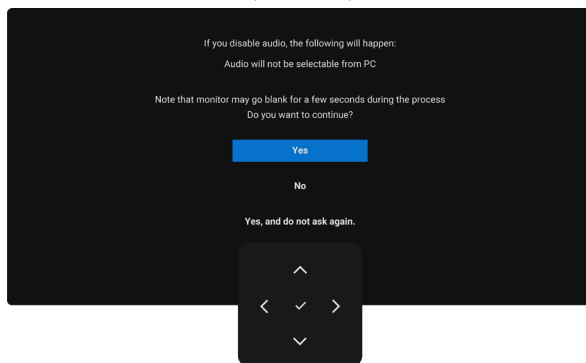 If you disable audio, the following will happen:
Audio will not be selectable from PC
Note that monitor may go blank for a few seconds during the process
Do you want to continue?
Yes
No
Yes, and do not ask again.